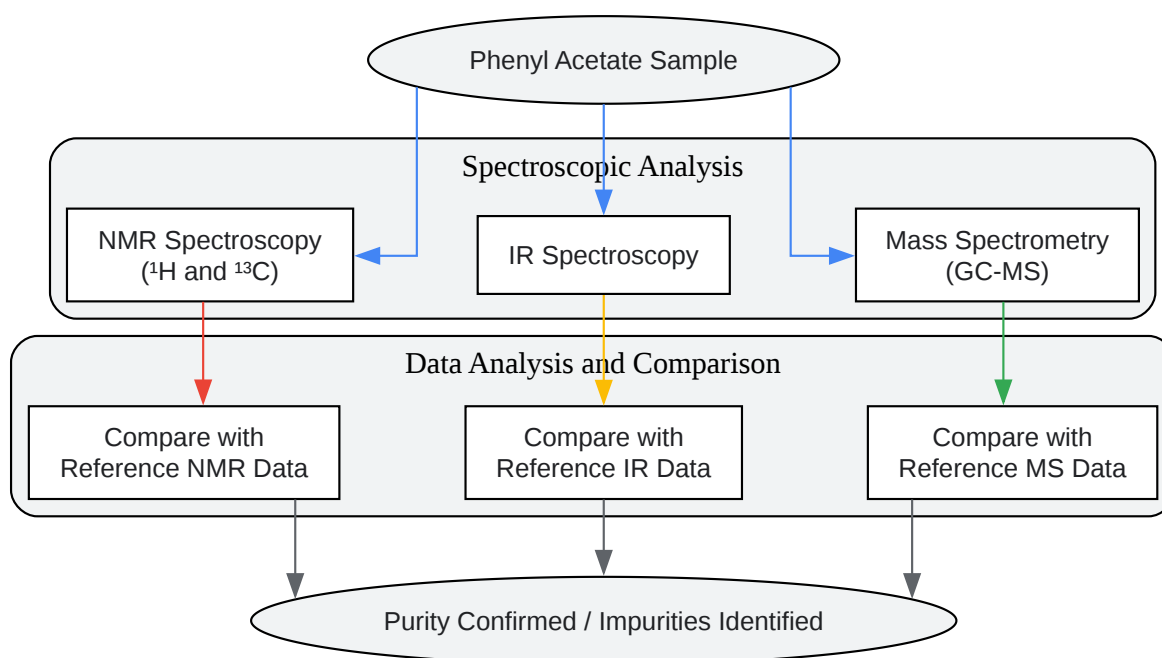 Phenyl Acetate Sample
Spectroscopic Analysis
NMR Spectroscopy
(¹H and ¹³C)
IR Spectroscopy
Mass Spectrometry
(GC-MS)
Data Analysis and Comparison
Compare with
Reference NMR Data
Compare with
Reference IR Data
Compare with
Reference MS Data
Purity Confirmed / Impurities Identified